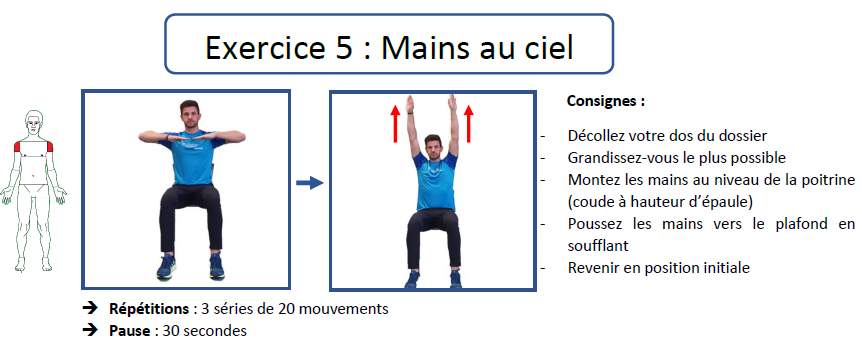 Exercice 5 : Mains au ciel
Consignes :
- Décollez votre dos du dossier
- Grandissez-vous le plus possible
- Montez les mains au niveau de la poitrine
(coude à hauteur d’épaule)
- Poussez les mains vers le plafond en
soufflant
- Revenir en position initiale
➔ Répétitions : 3 séries de 20 mouvements
➔ Pause : 30 secondes